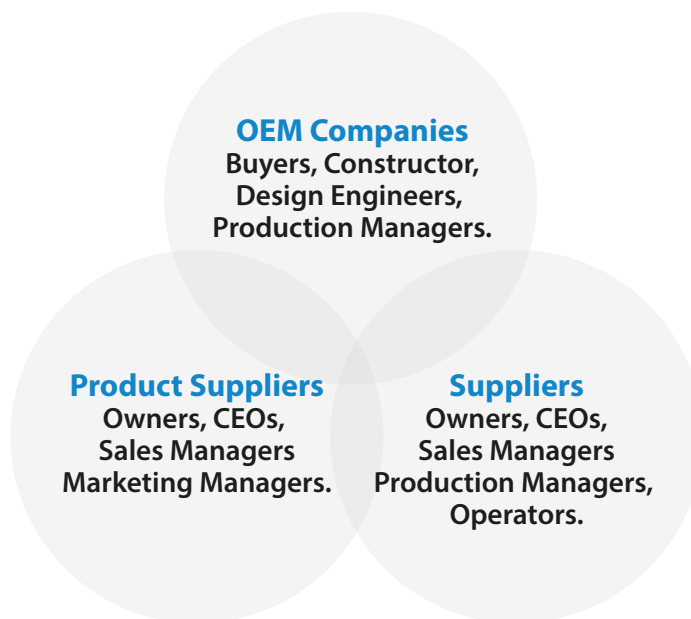 OEM Companies
Buyers, Constructor,
Design Engineers,
Production Managers.
Product Suppliers
Owners, CEOs,
Sales Managers
Marketing Managers.
Suppliers
Owners, CEOs,
Sales Managers
Production Managers,
Operators.